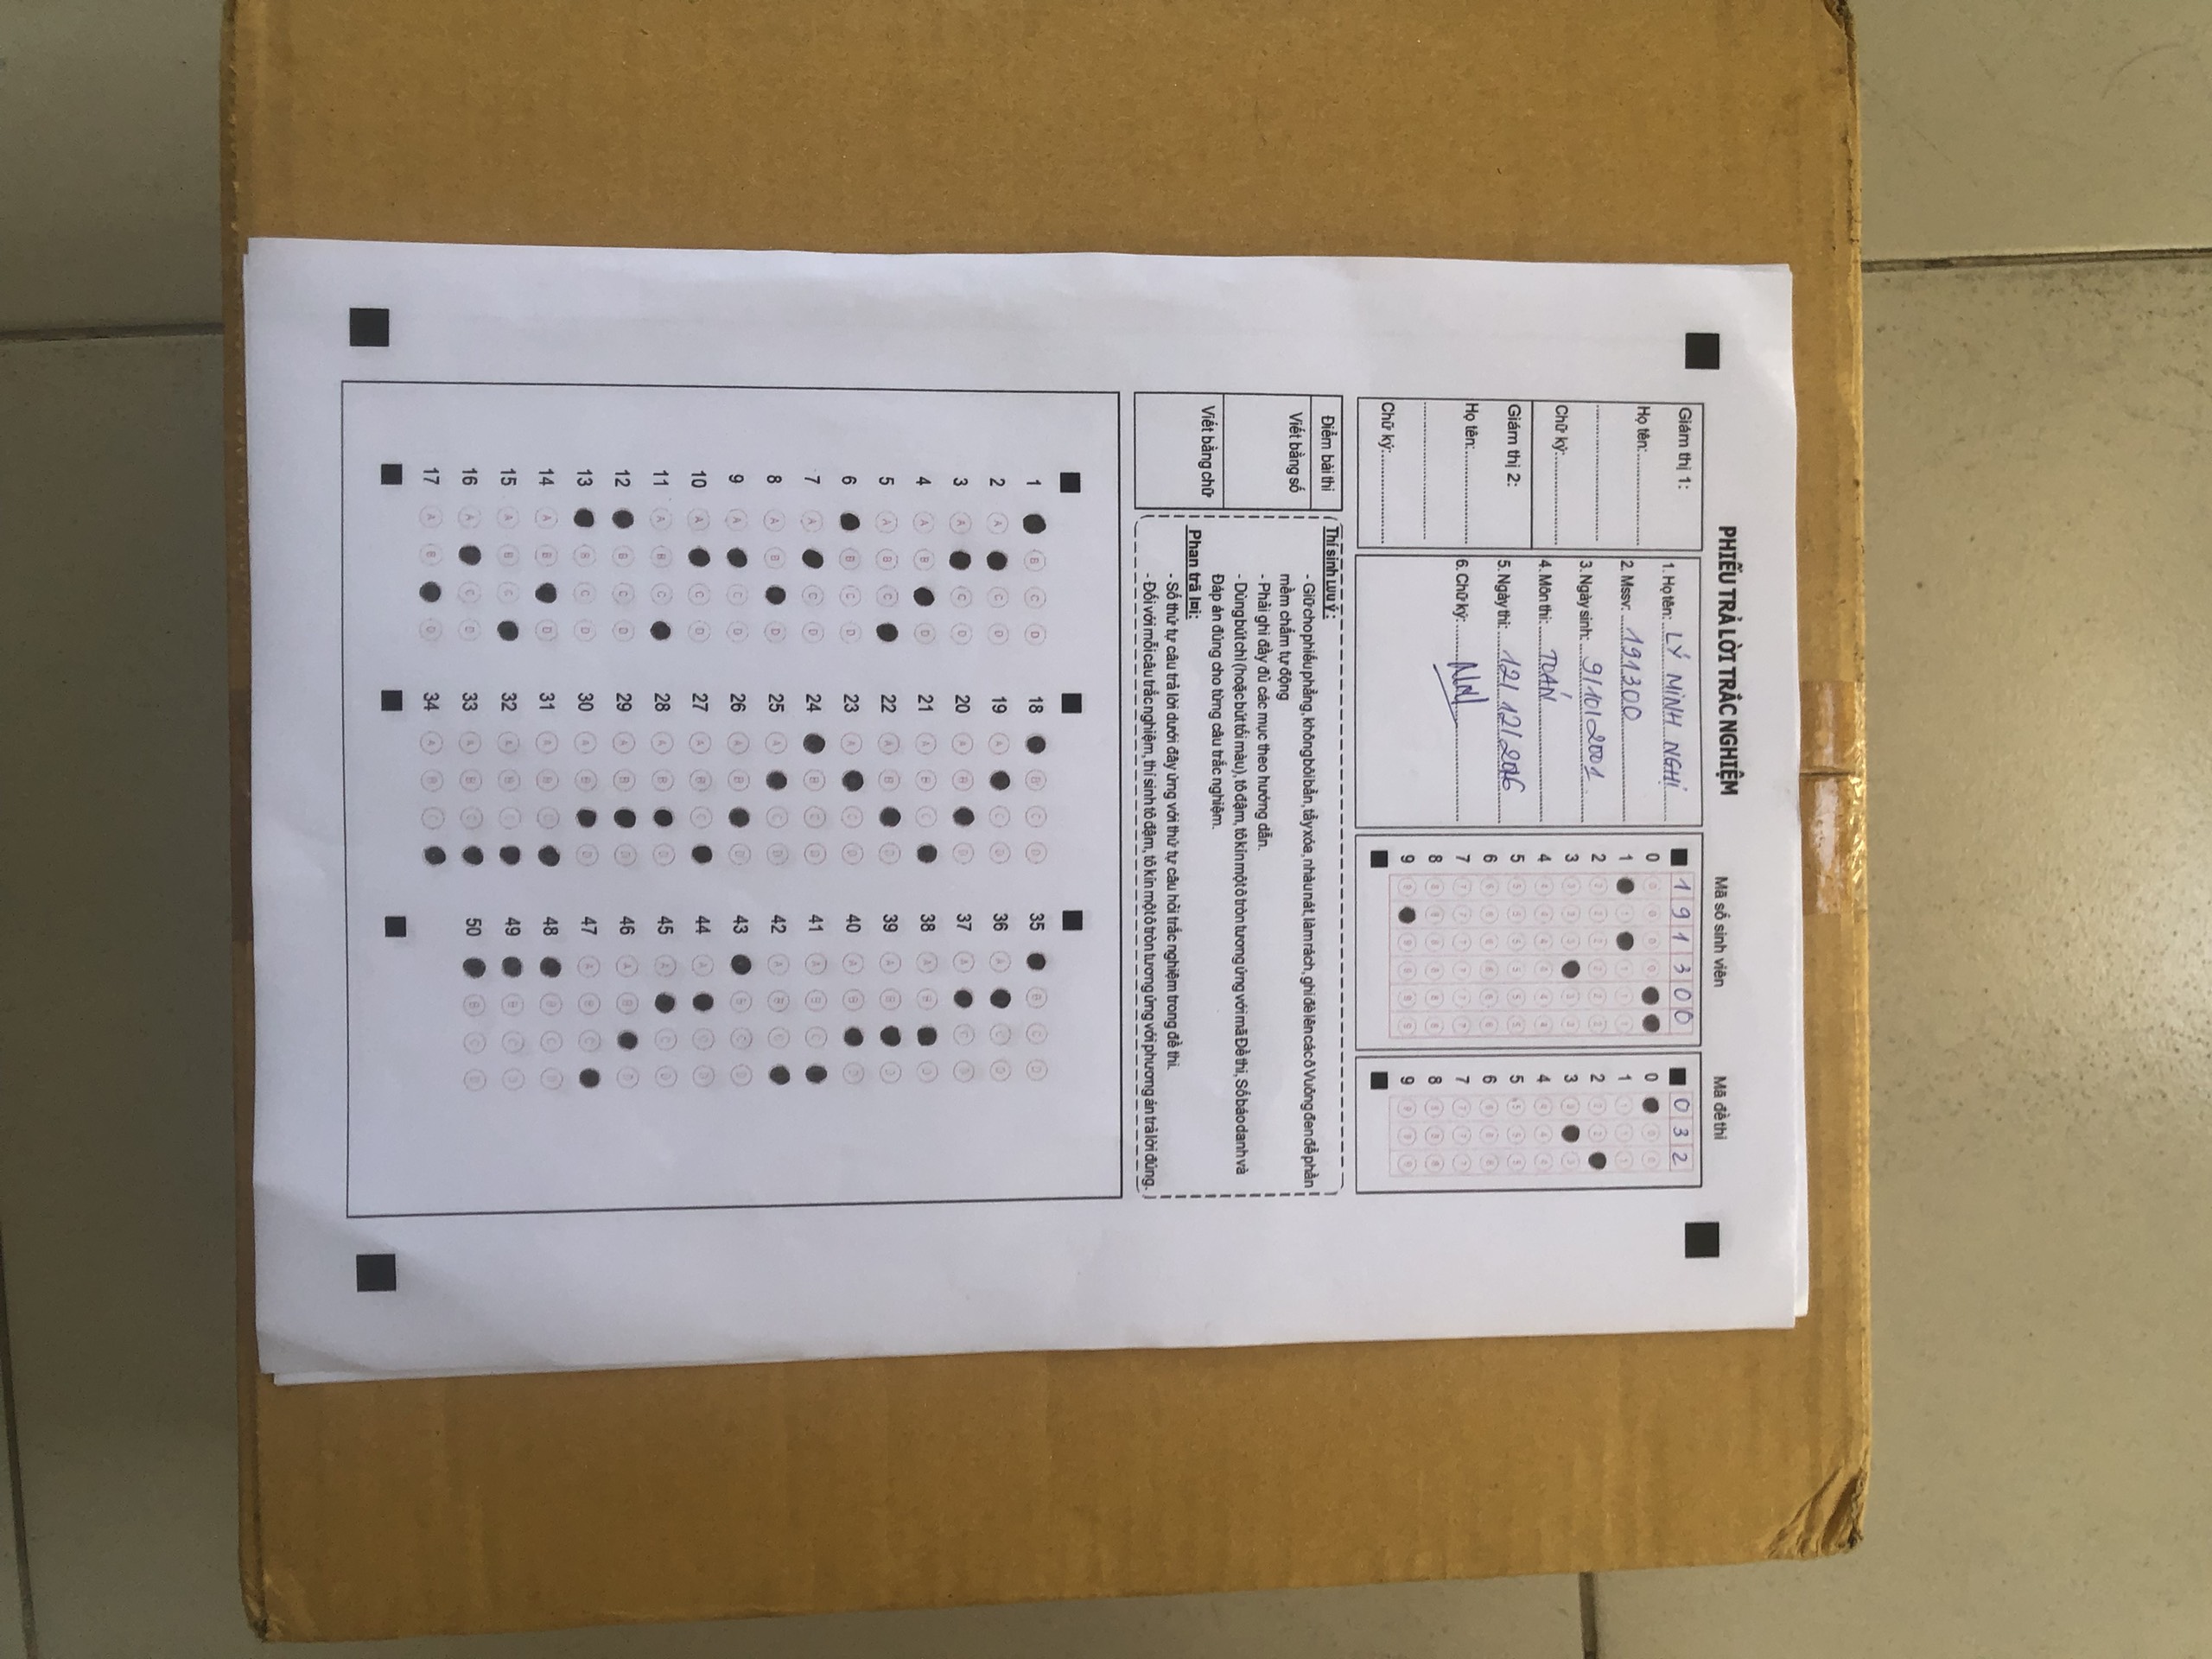 PHIẾU TRẢ LỜI TRẮC NGHIỆM
Mã số sinh viên
Mã đề thi
Giám thị 1:
Họ tên:
Chữ ký:
Giám thị 2:
Họ tên:
Chữ ký:
1. Họ tên: LÝ MINH NGHI
2. Mssv: 191300
3. Ngày sinh: 9/10/2001
4. Môn thi: TOÁN
5. Ngày thi: 12/12/2016
6. Chữ ký:
1 9 1 3 0 0
0
1
2
3
4
5
6
7
8
9
0 3 2
0
1
2
3
4
5
6
7
8
9
Điểm bài thi
Viết bằng số
Viết bằng chữ
Thí sinh Lưu ý:
- Giữ cho phiếu phẳng, không bôi bẩn, tẩy xóa, nhàu nát, làm rách, ghi đè lên các ô Vuông đen để phần
mềm chấm tự động
- Phải ghi đầy đủ các mục theo hướng dẫn.
- Dùng bút chì (hoặc bút tối màu), tô đậm, tô kín một ô tròn tương ứng với mã Đề thi, Số báo danh và
Đáp án đúng cho từng câu trắc nghiệm.
Phan trã lơi:
- Số thứ tự câu trả lời dưới đây ứng với thứ tự câu hỏi trắc nghiệm trong đề thi.
- Đối với mỗi câu trắc nghiệm, thí sinh tô đậm, tô kín một ô tròn tương ứng với phương án trả lời đúng.
1 B C D
2 A C D
3 A C D
4 A B D
5 A B C
6 B C D
7 A C D
8 A B D
9 A C D
10 A C D
11 A B C
12 B C D
13 B C D
14 A B D
15 A B C
16 A C D
17 A B D
18 B C D
19 A C D
20 A B D
21 A B C
22 A B D
23 A C D
24 B C D
25 A C D
26 A B D
27 A B C
28 A B D
29 A B D
30 A B D
31 A B C
32 A B C
33 A B C
34 A B C
35 B C D
36 A C D
37 A C D
38 A B D
39 A B D
40 A B D
41 A B C
42 A B C
43 B C D
44 A C D
45 A C D
46 A B D
47 A B C
48 B C D
49 B C D
50 B C D